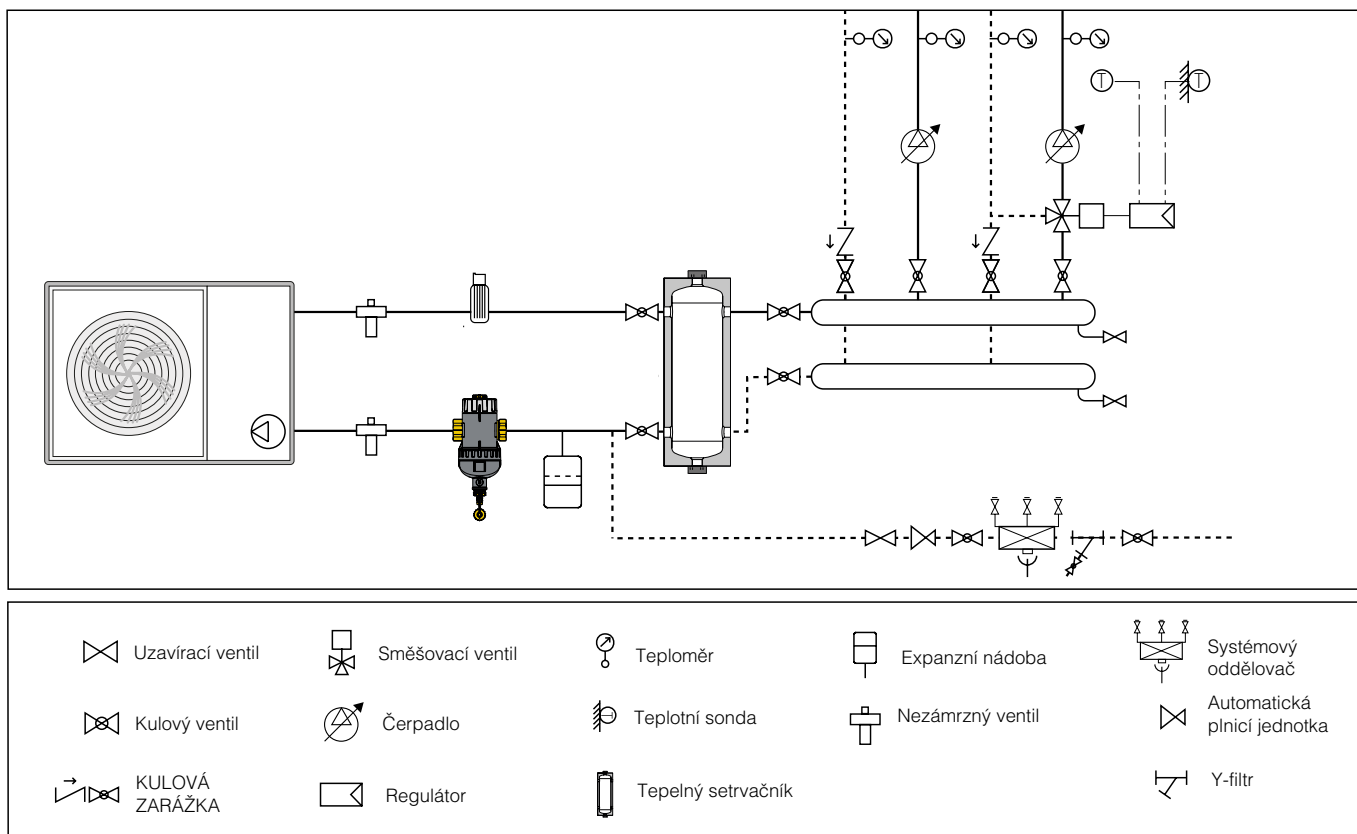 T
T
Uzavírací ventil
Směšovací ventil
Teploměr
Expanzní nádoba
Systémový
oddělovač
Kulový ventil
Čerpadlo
Teplotní sonda
Nezámrzný ventil
Automatická
plnicí jednotka
KULOVÁ
ZARÁŽKA
Regulátor
Tepelný setrvačník
Y-filtr